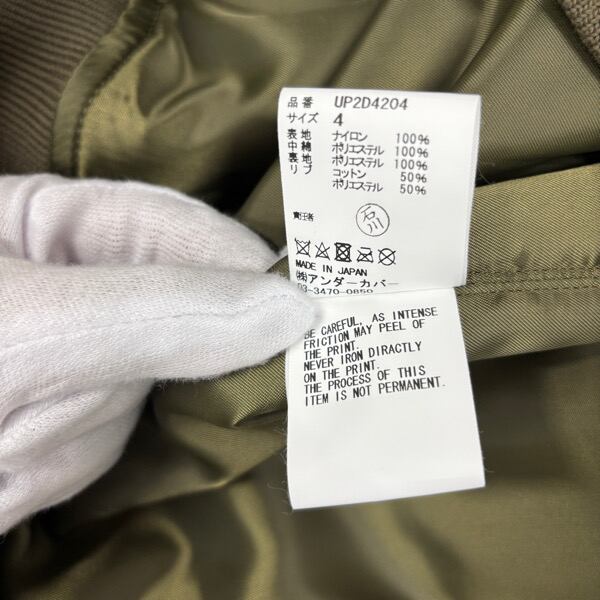 品番 UP2D4204
サイズ 4
表地 ナイロン 100%
中綿 ポリエステル 100%
裏地 ポリエステル 100%
リブ コットン 50%
ポリエステル 50%
責任者 石川
MADE IN JAPAN
㈱アンダーカバー
03-3470-0850
BE CAREFUL, AS INTENSE
FRICTION MAY PEEL OF
THE PRINT.
NEVER IRON DIRACTLY
ON THE PRINT.
THE PROCESS OF THIS
ITEM IS NOT PERMANENT.